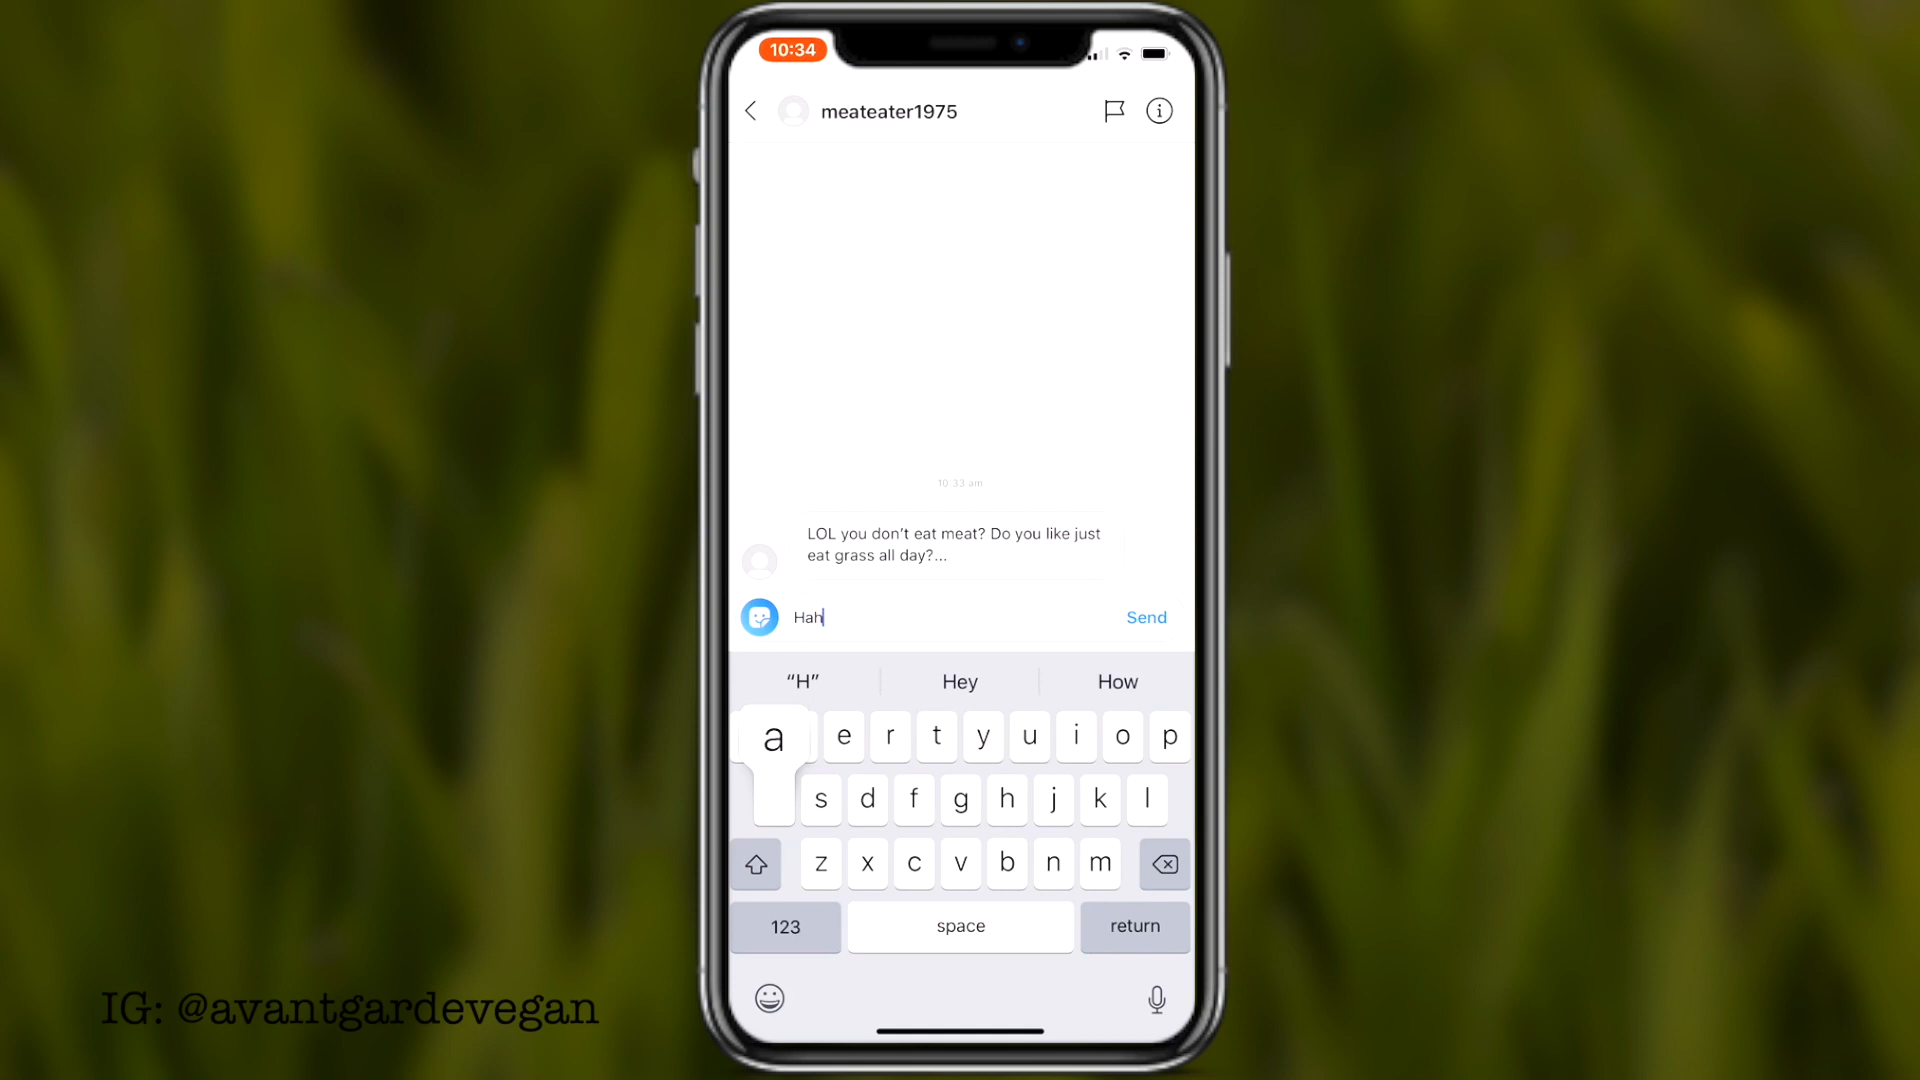 10:34
meateater1975
10 33 am
LOL you don’t eat meat? Do you like just
eat grass all day?...
Hah
Send
“H”
Hey
How
a
e r t y u i o p
s d f g h j k l
z x c v b n m
123
space
return
IG: @avantgardevegan